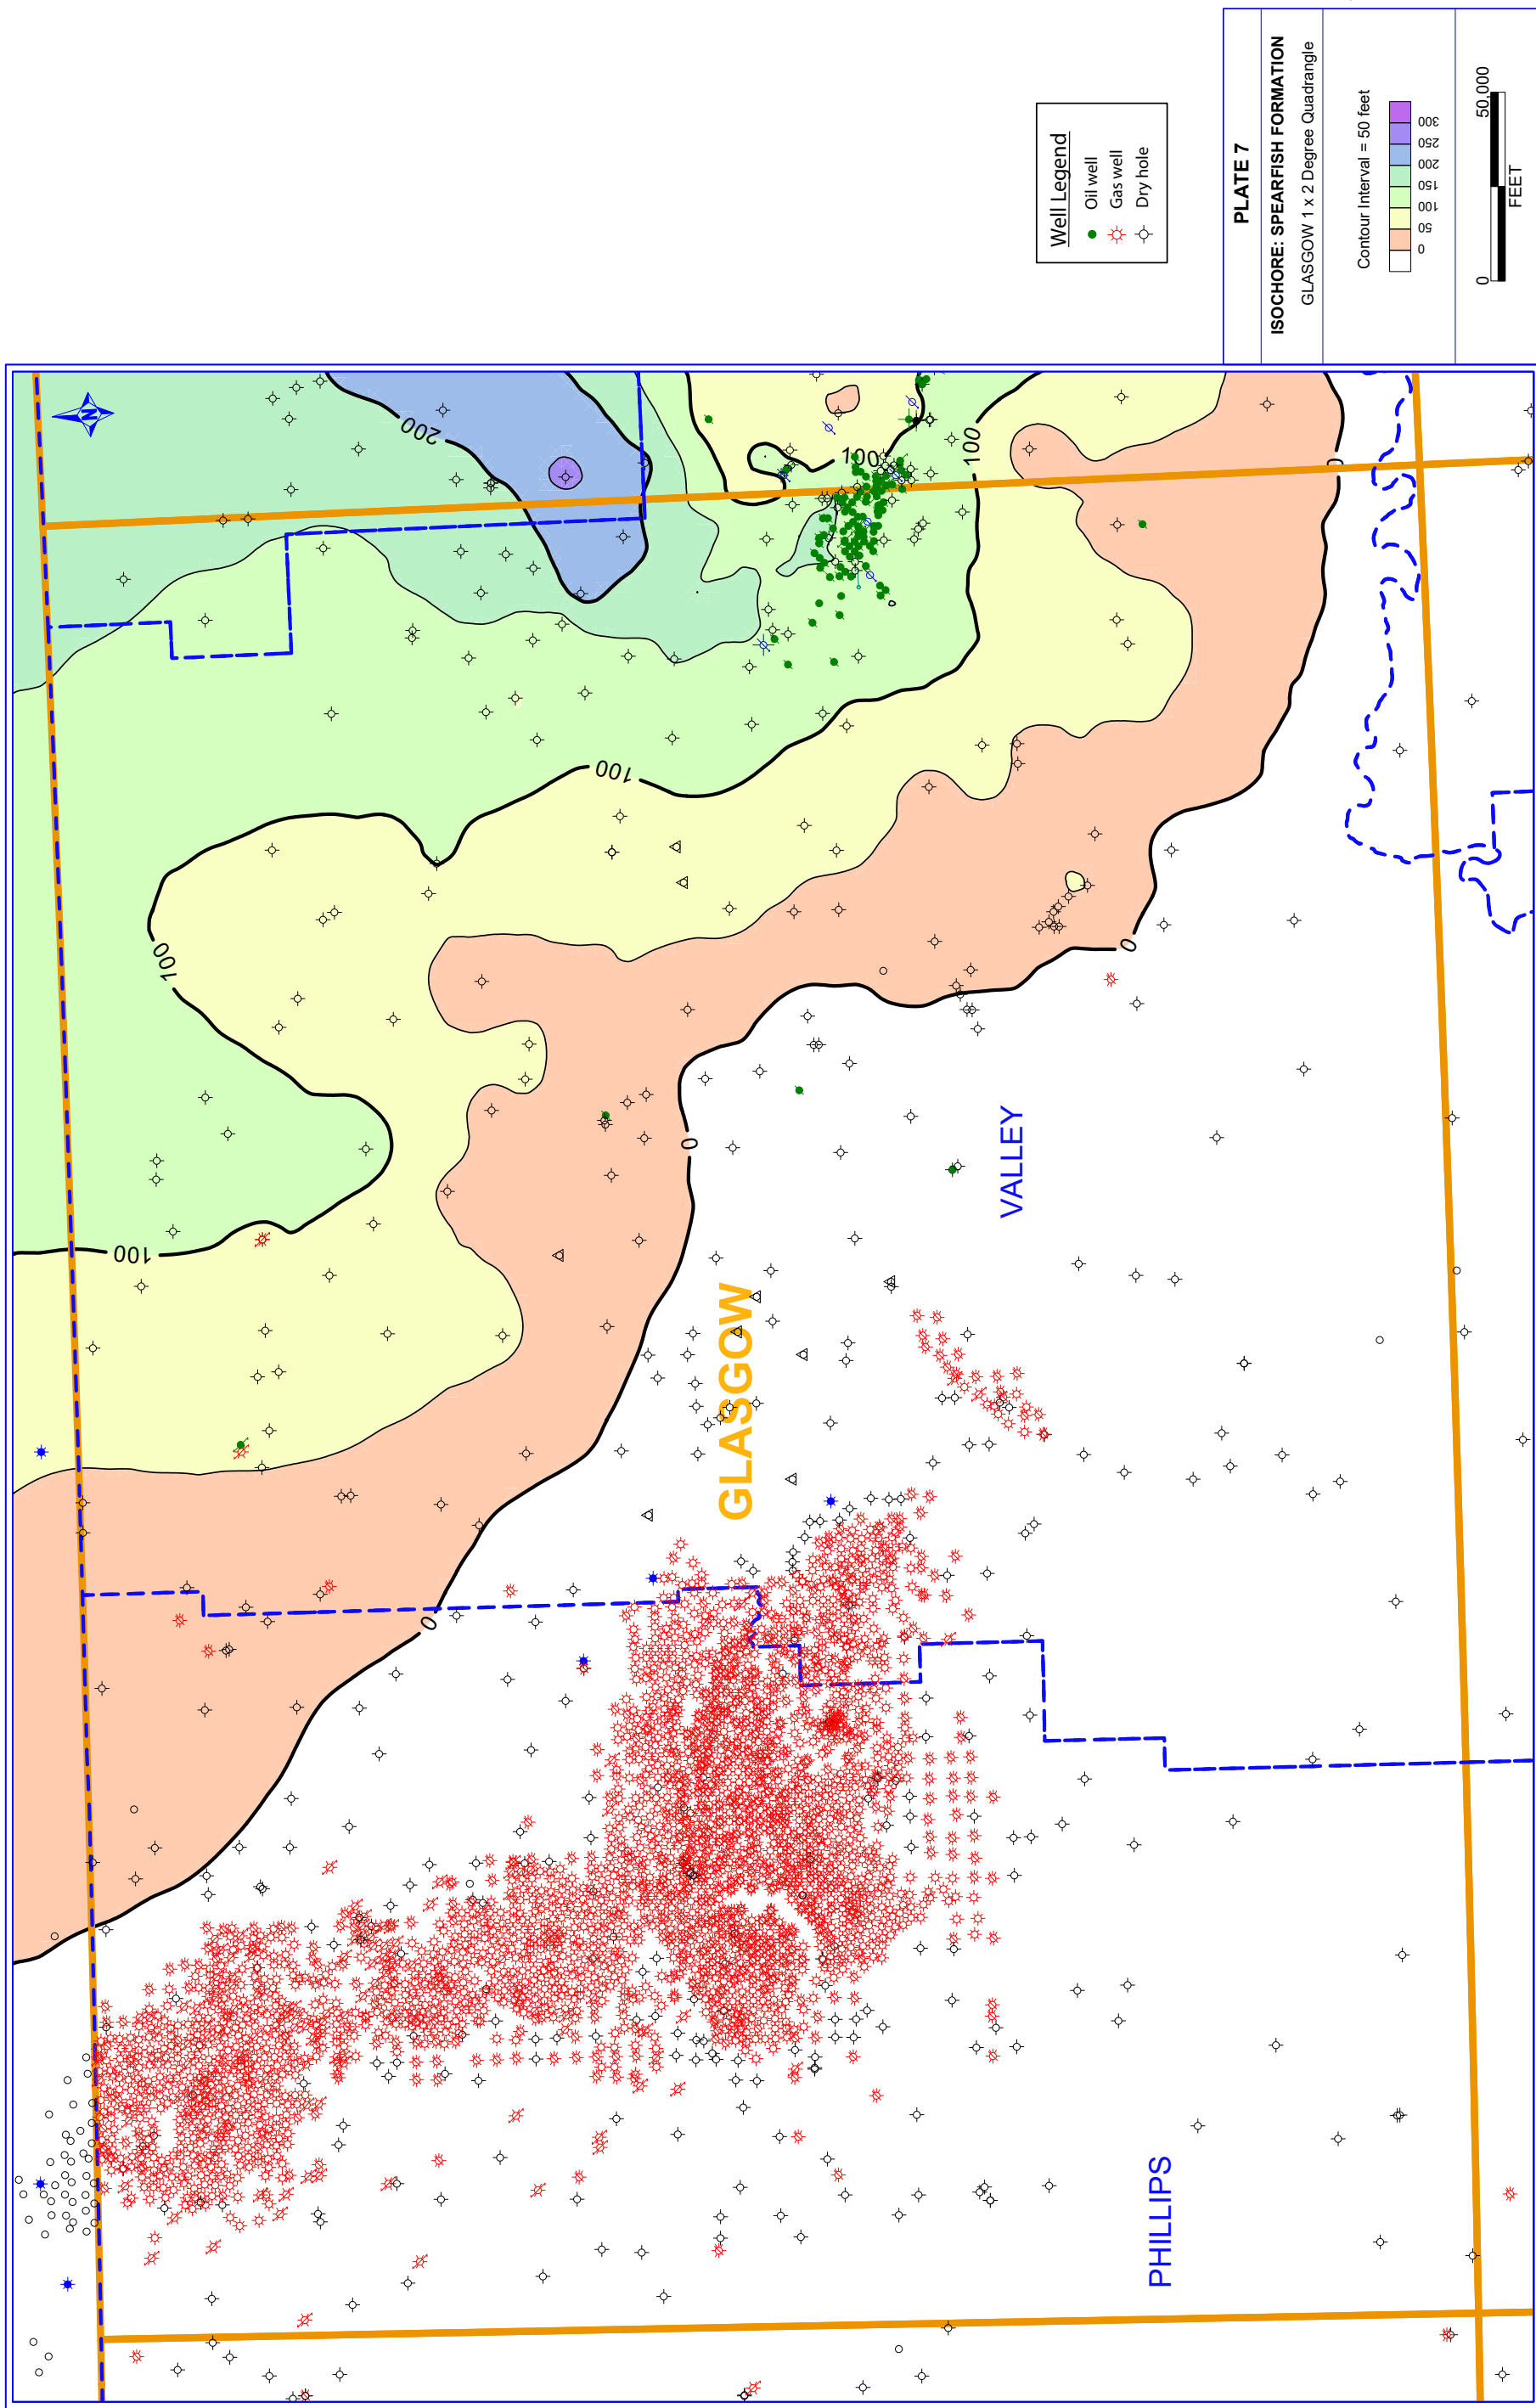 PLATE 7
ISOCHORE: SPEARFISH FORMATION
GLASGOW 1 x 2 Degree Quadrangle
Contour Interval = 50 feet
0
50
100
150
200
250
300
0
50,000
FEET
Well Legend
Oil well
Gas well
Dry hole
N
200
100
100
100
100
100
0
0
0
0
GLASGOW
VALLEY
PHILLIPS